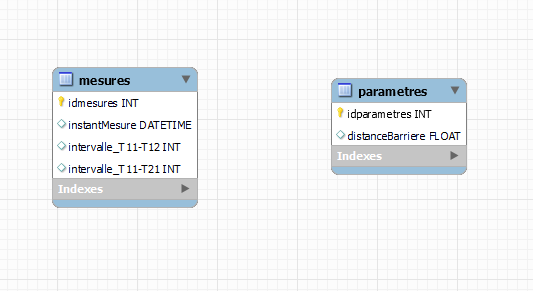 mesures
idmesures INT
instantMesure DATETIME
intervalle_T11-T12 INT
intervalle_T11-T21 INT
Indexes
parametres
idparametres INT
distanceBarriere FLOAT
Indexes